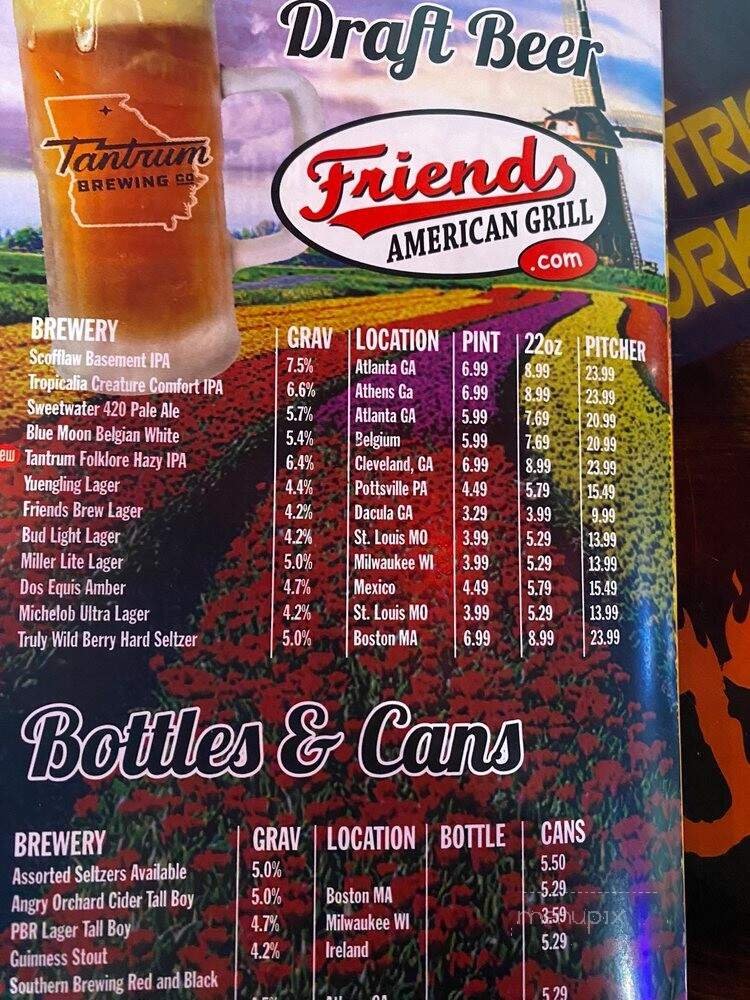 Draft Beer
Tantrum
BREWING CO
Friends
AMERICAN GRILL
.com
BREWERY GRAV LOCATION PINT 22oz PITCHER
Scofflaw Basement IPA 7.5% Atlanta GA 6.99 8.99 23.99
Tropicalia Creature Comfort IPA 6.6% Athens Ga 6.99 8.99 23.99
Sweetwater 420 Pale Ale 5.7% Atlanta GA 5.99 7.69 20.99
Blue Moon Belgian White 5.4% Belgium 5.99 7.69 20.99
Tantrum Folklore Hazy IPA 6.4% Cleveland, GA 6.99 8.99 23.99
Yuengling Lager 4.4% Pottsville PA 4.49 5.79 15.49
Friends Brew Lager 4.2% Dacula GA 3.29 3.99 9.99
Bud Light Lager 4.2% St. Louis MO 3.99 5.29 13.99
Miller Lite Lager 5.0% Milwaukee WI 3.99 5.29 13.99
Dos Equis Amber 4.7% Mexico 4.49 5.79 15.49
Michelob Ultra Lager 4.2% St. Louis MO 3.99 5.29 13.99
Truly Wild Berry Hard Seltzer 5.0% Boston MA 6.99 8.99 23.99
Bottles & Cans
BREWERY GRAV LOCATION BOTTLE CANS
Assorted Seltzers Available 5.0% 5.50
Angry Orchard Cider Tall Boy 5.0% Boston MA 5.29
PBR Lager Tall Boy 4.7% Milwaukee WI 3.59
Guinness Stout 4.2% Ireland 5.29
Southern Brewing Red and Black 5.29
menupix